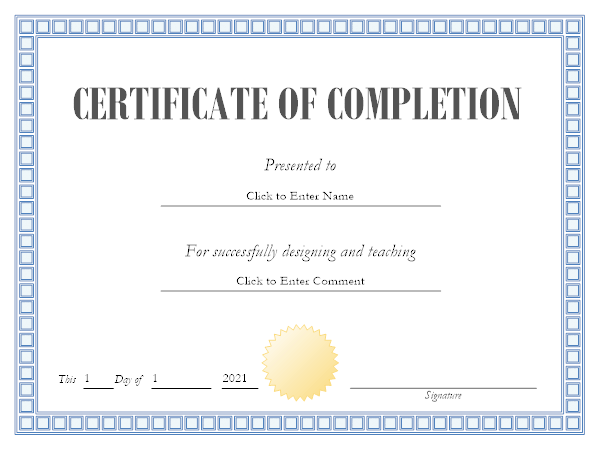 CERTIFICATE OF COMPLETION
Presented to
Click to Enter Name
For successfully designing and teaching
Click to Enter Comment
This 1 Day of 1 2021
Signature